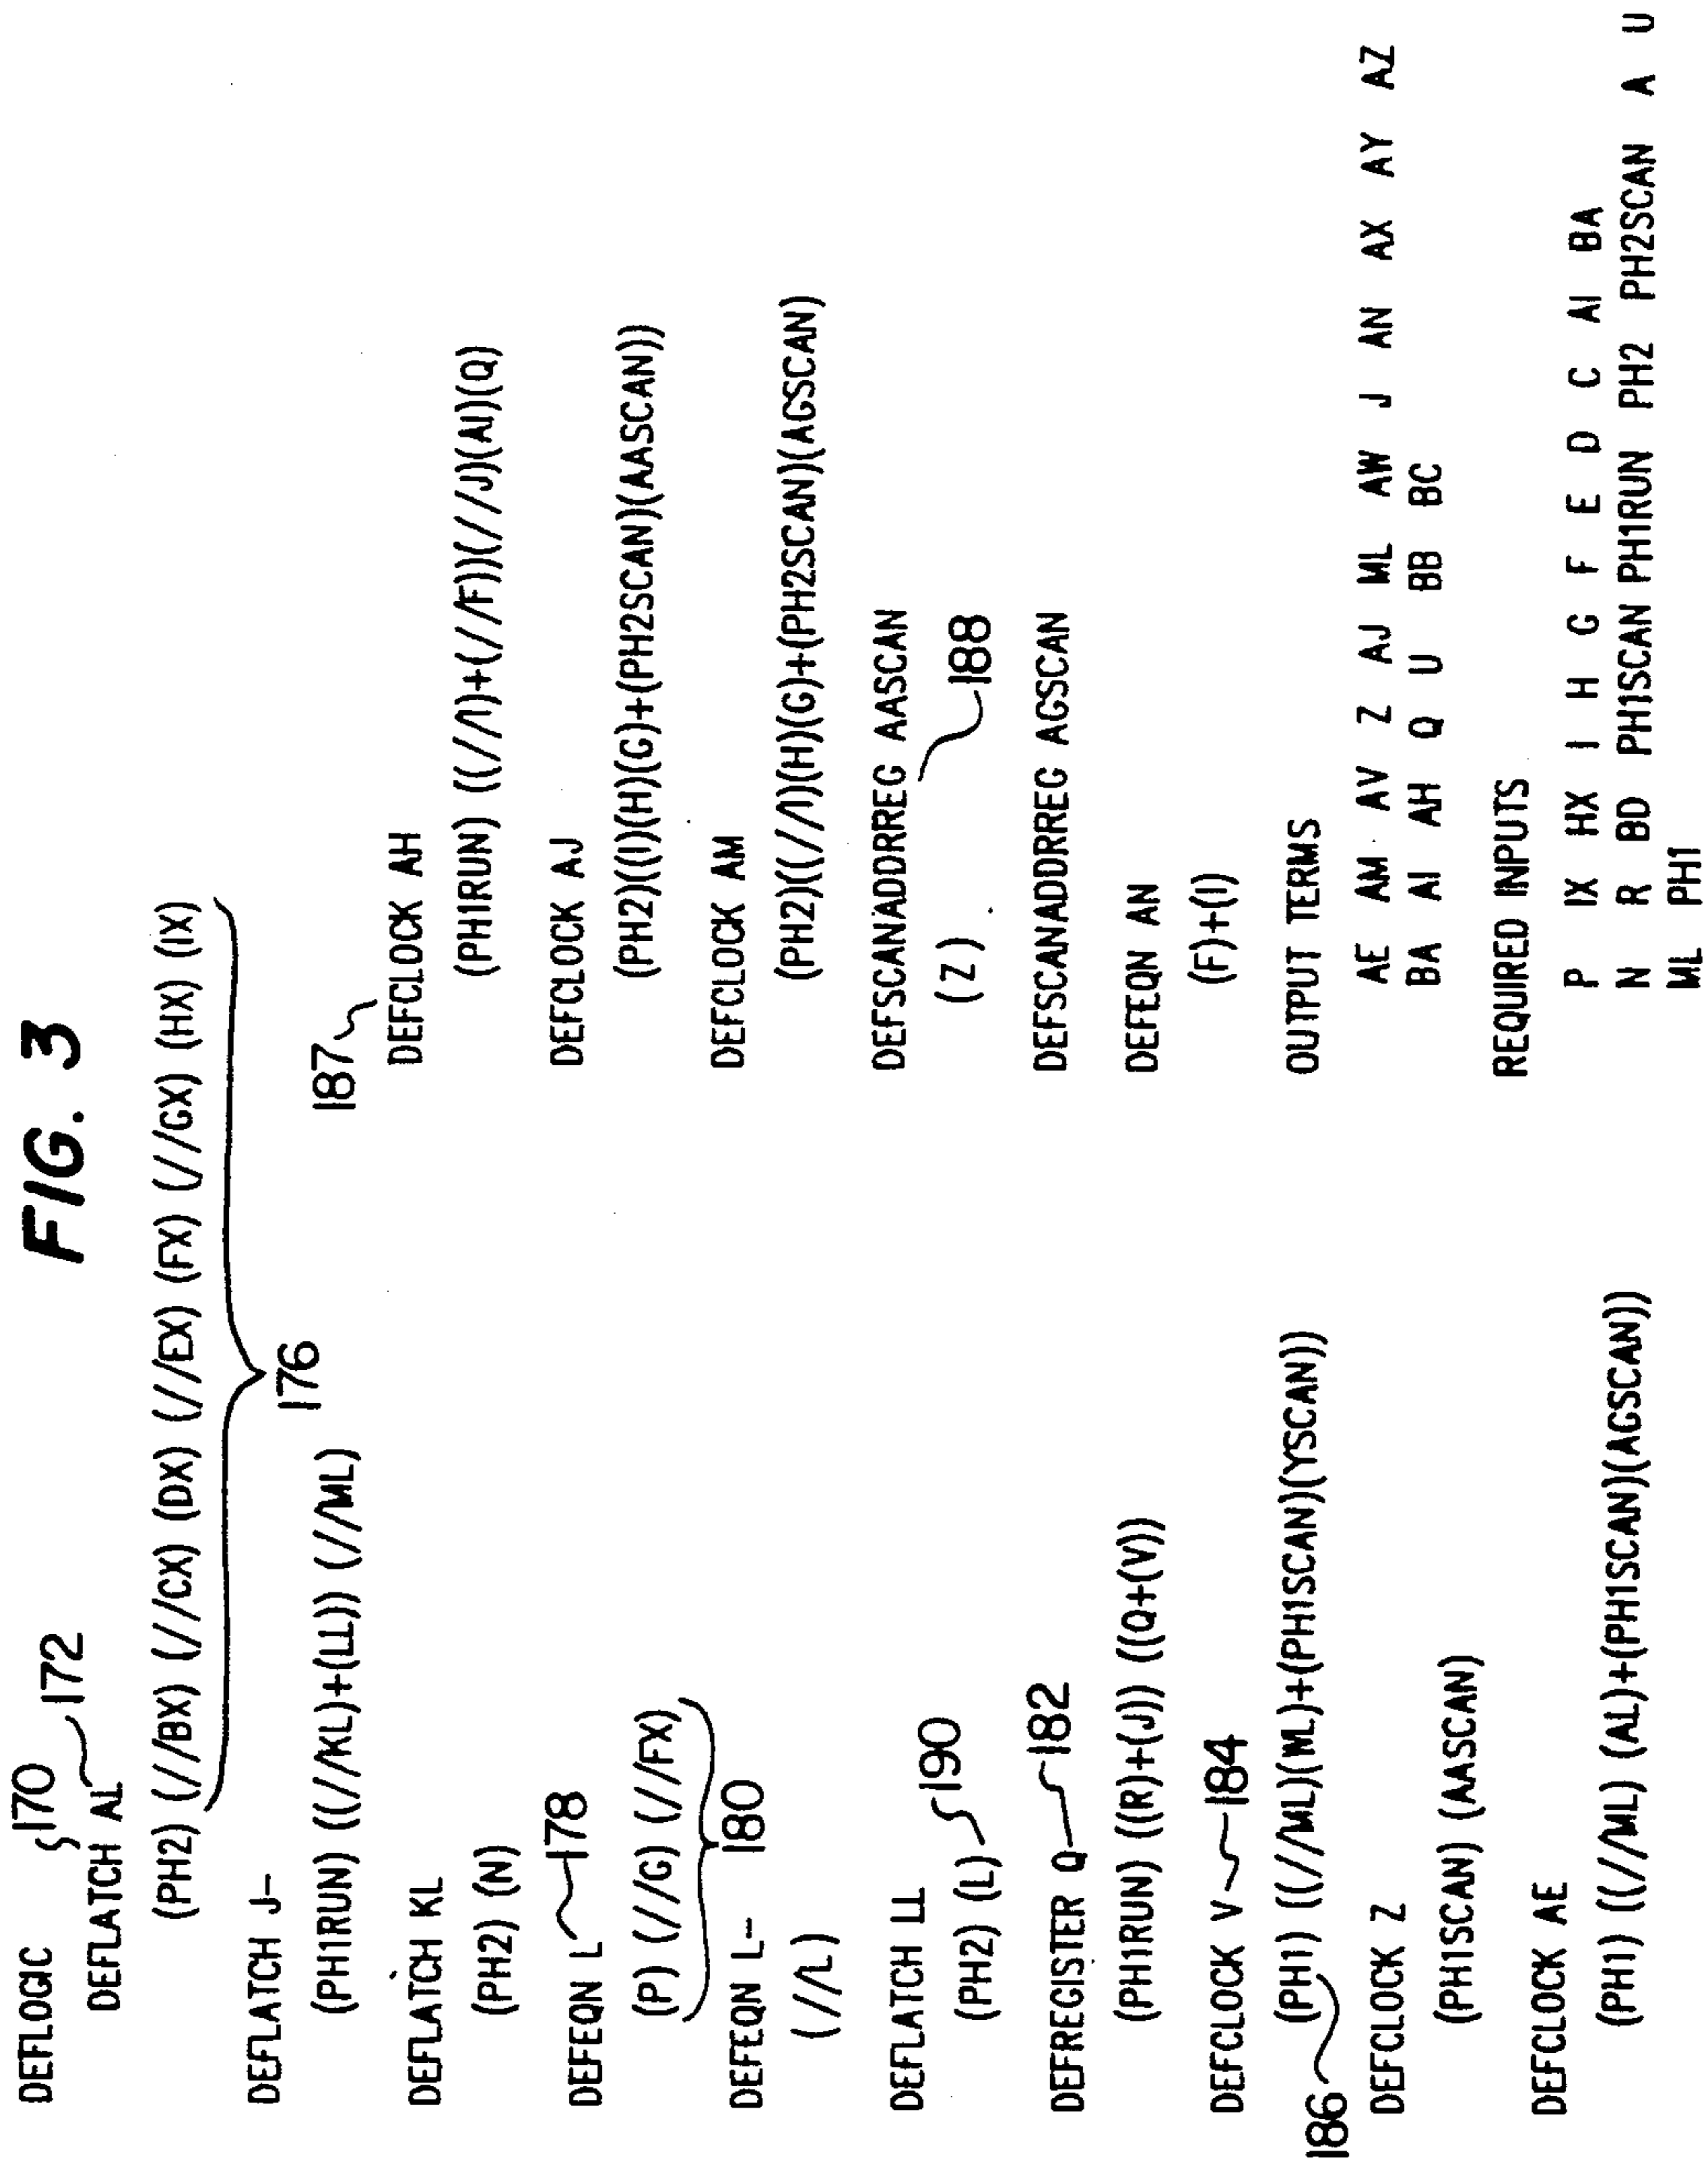 FIG. 3
DEFLOGIC 170
DEFLATCH AL 172
(PH2) (//BX) (//CX) (DX) (//EX) (FX) (//GX) (HX) (IX)
176
DEFLATCH J-
(PH1RUN) ((//KL)+(LL)) (//ML)
DEFLATCH KL
(PH2) (N)
DEFEQN L 178
(P) (//G) (//FX)
180
DEFEQN L-
(//L)
DEFLATCH LL
(PH2) (L) 190
DEFREGISTER Q 182
(PH1RUN) ((R)+(J)) ((Q+(V))
DEFCLOCK V 184
(PH1) ((//ML)(ML)+(PH1SCAN)(YSCAN))
186
DEFCLOCK Z
(PH1SCAN) (AASCAN)
DEFCLOCK AE
(PH1) ((//ML) (AL)+(PH1SCAN)(AGSCAN))
187
DEFCLOCK AH
(PH1RUN) ((//I)+(//F))(//J)(AI)(Q)
DEFCLOCK AJ
(PH2)((I)(H)(G)+(PH2SCAN)(AASCAN))
DEFCLOCK AM
(PH2)((//I)(H)(G)+(PH2SCAN)(AGSCAN)
DEFSCANADDRREG AASCAN
(Z) 188
DEFSCANADDRREG AGSCAN
DEFEQN AN
(F)+(I)
OUTPUT TERMS
AE AM AV Z AJ ML AW J AN AX AY AZ
BA AI AH Q U BB BC
REQUIRED INPUTS
P IX HX I H G F E D C AI BA
N R BD PH1SCAN PH1RUN PH2 PH2SCAN A U
ML PH1